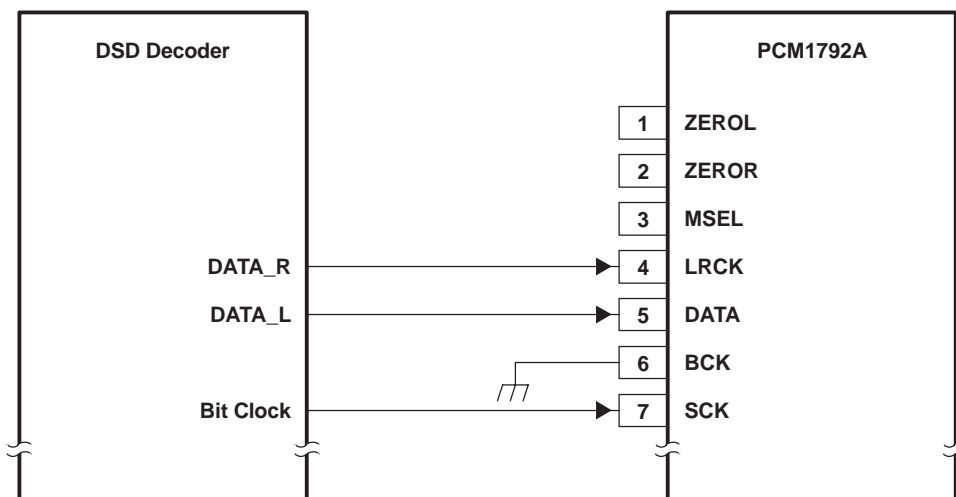 DSD Decoder
PCM1792A
1 ZEROL
2 ZEROR
3 MSEL
DATA_R 4 LRCK
DATA_L 5 DATA
6 BCK
Bit Clock 7 SCK